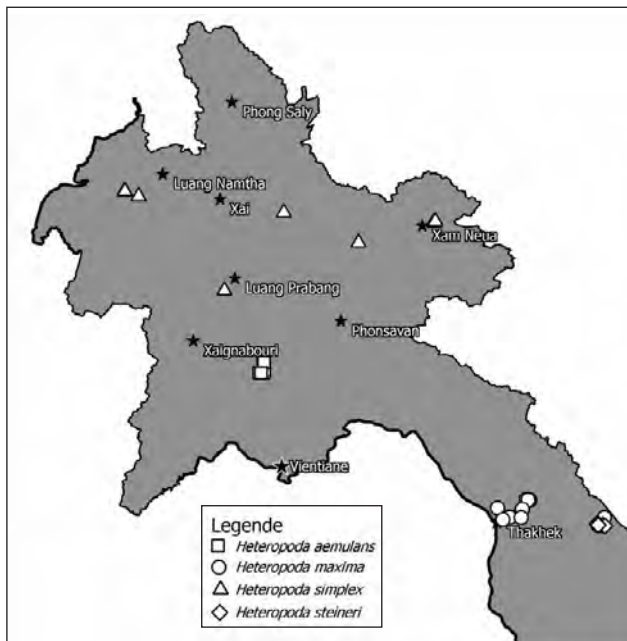 Phong Saly
Luang Namtha
Xai
Xam Neua
Luang Prabang
Phonsavan
Xaignabouri
Vientiane
Thakhek
Legende
Heteropoda aemulans
Heteropoda maxima
Heteropoda simplex
Heteropoda steineri